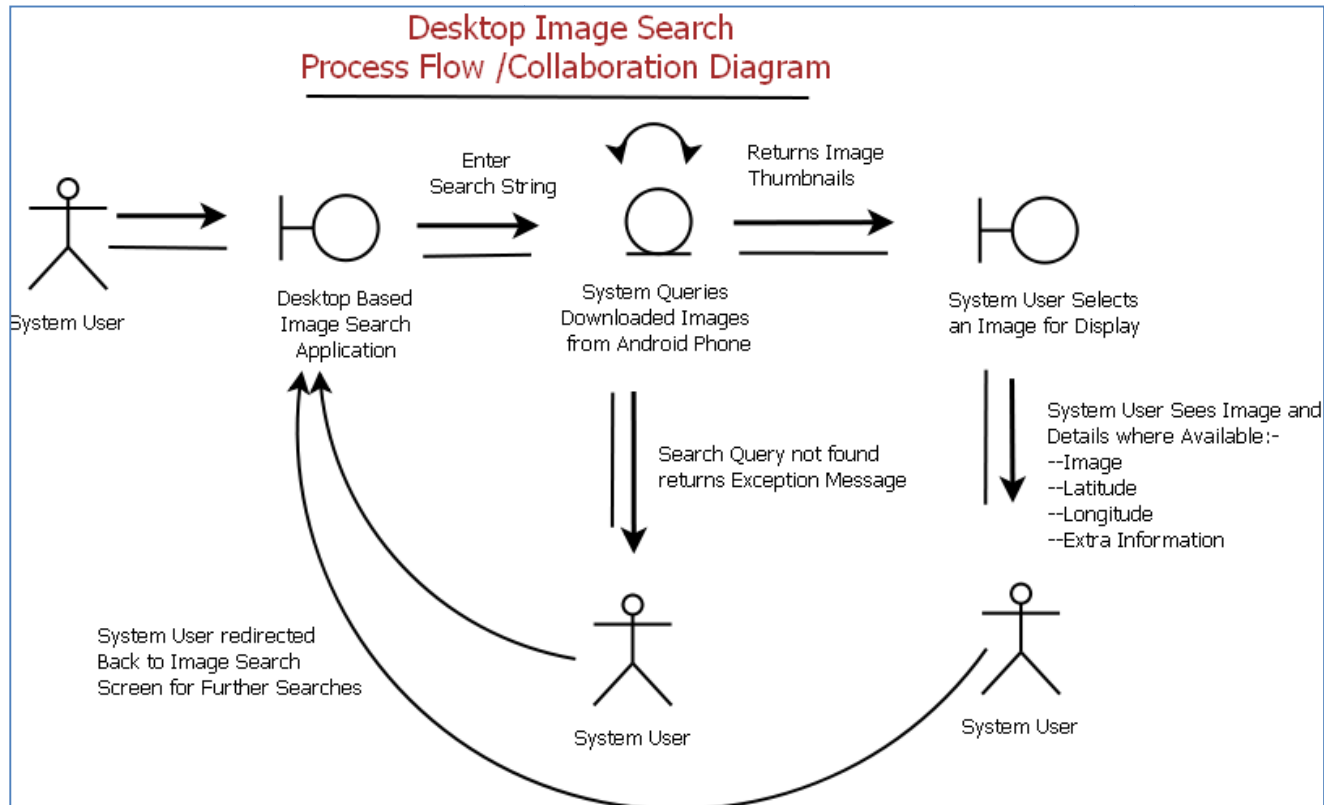 Desktop Image Search
Process Flow /Collaboration Diagram
Enter
Search String
Returns Image
Thumbnails
System User
Desktop Based
Image Search
Application
System Queries
Downloaded Images
from Android Phone
System User Selects
an Image for Display
Search Query not found
returns Exception Message
System User Sees Image and
Details where Available:-
--Image
--Latitude
--Longitude
--Extra Information
System User redirected
Back to Image Search
Screen for Further Searches
System User
System User